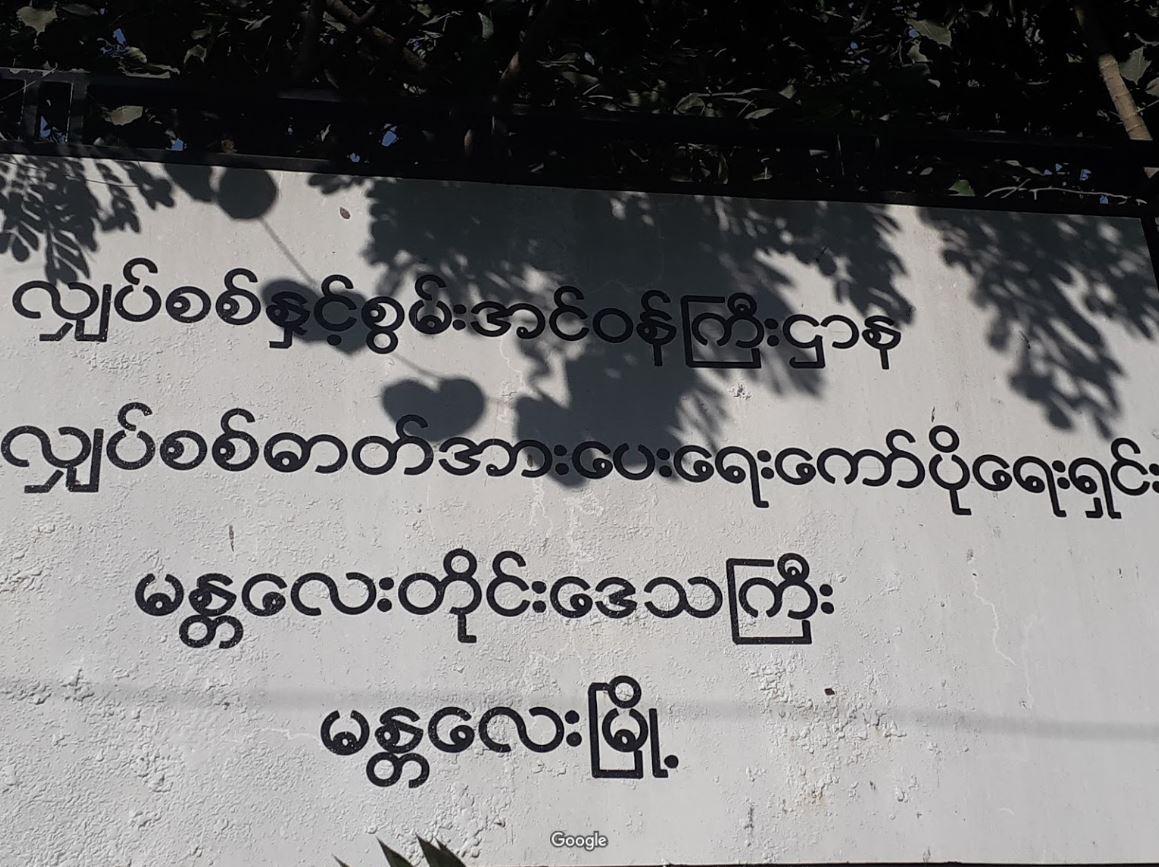 လျှပ်စစ်နှင့်စွမ်းအင်ဝန်ကြီးဌာန
လျှပ်စစ်ဓာတ်အားပေးရေးကော်ပိုရေးရှင်း
မန္တလေးတိုင်းဒေသကြီး
မန္တလေးမြို့
Google